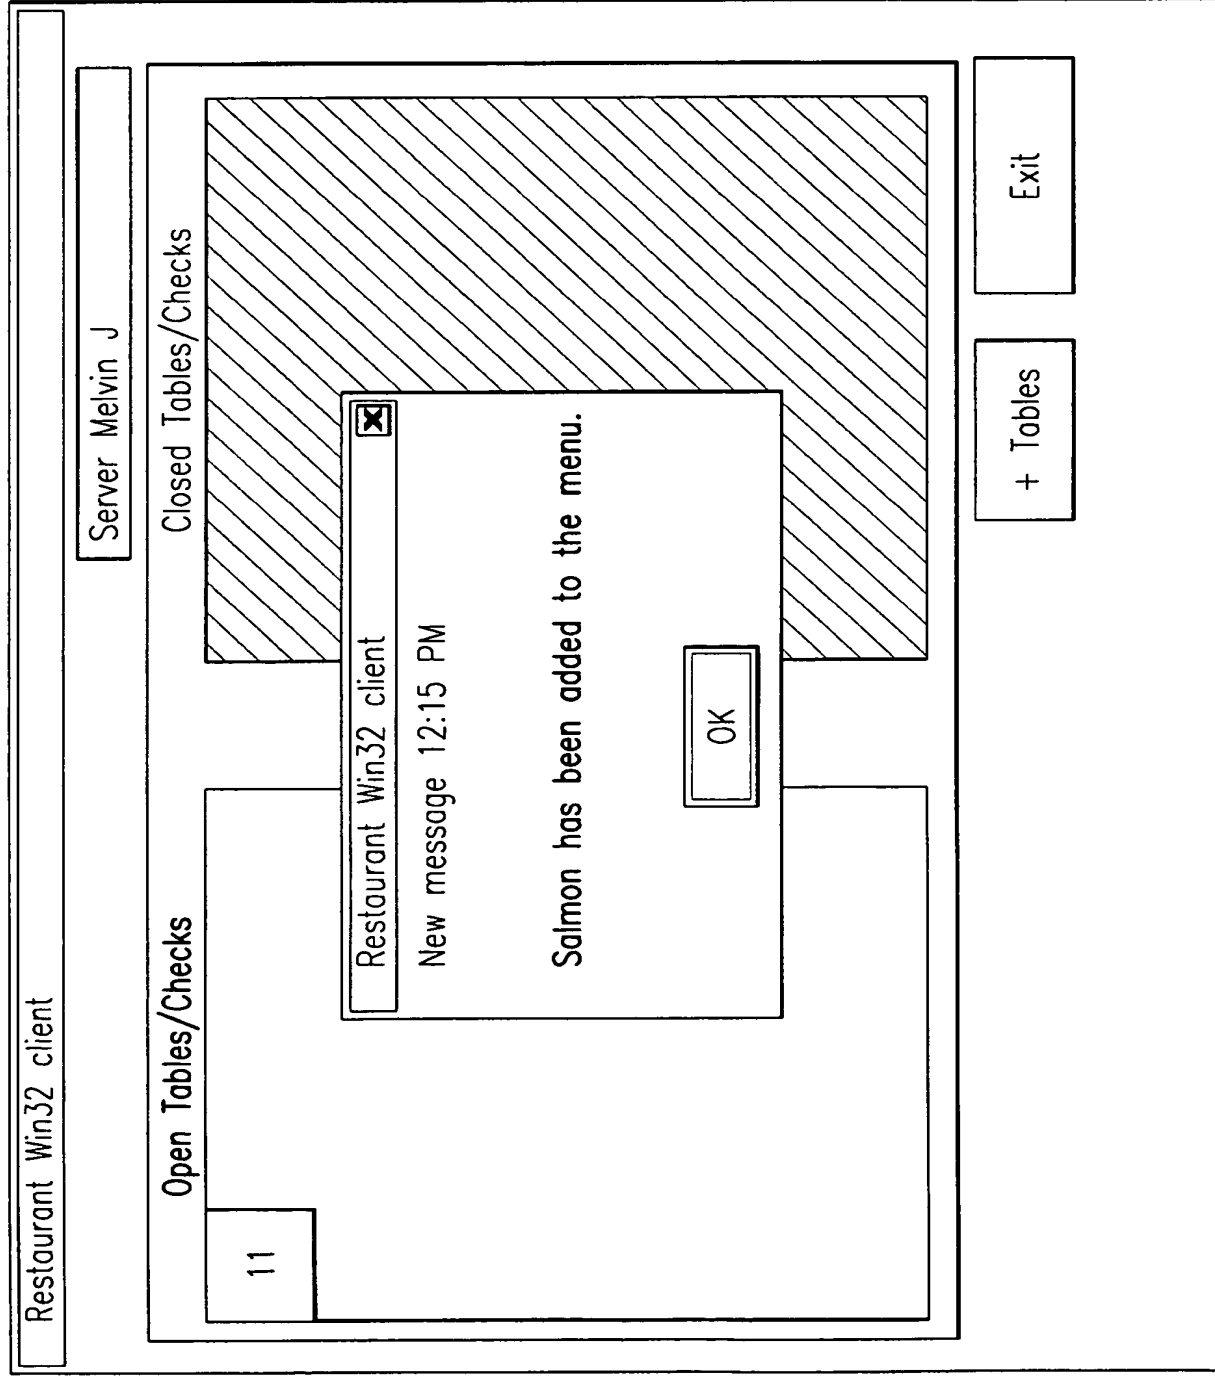 Restaurant Win32 client
Server Melvin J
Open Tables/Checks
Closed Tables/Checks
11
Restaurant Win32 client
New message 12:15 PM
Salmon has been added to the menu.
OK
+ Tables
Exit